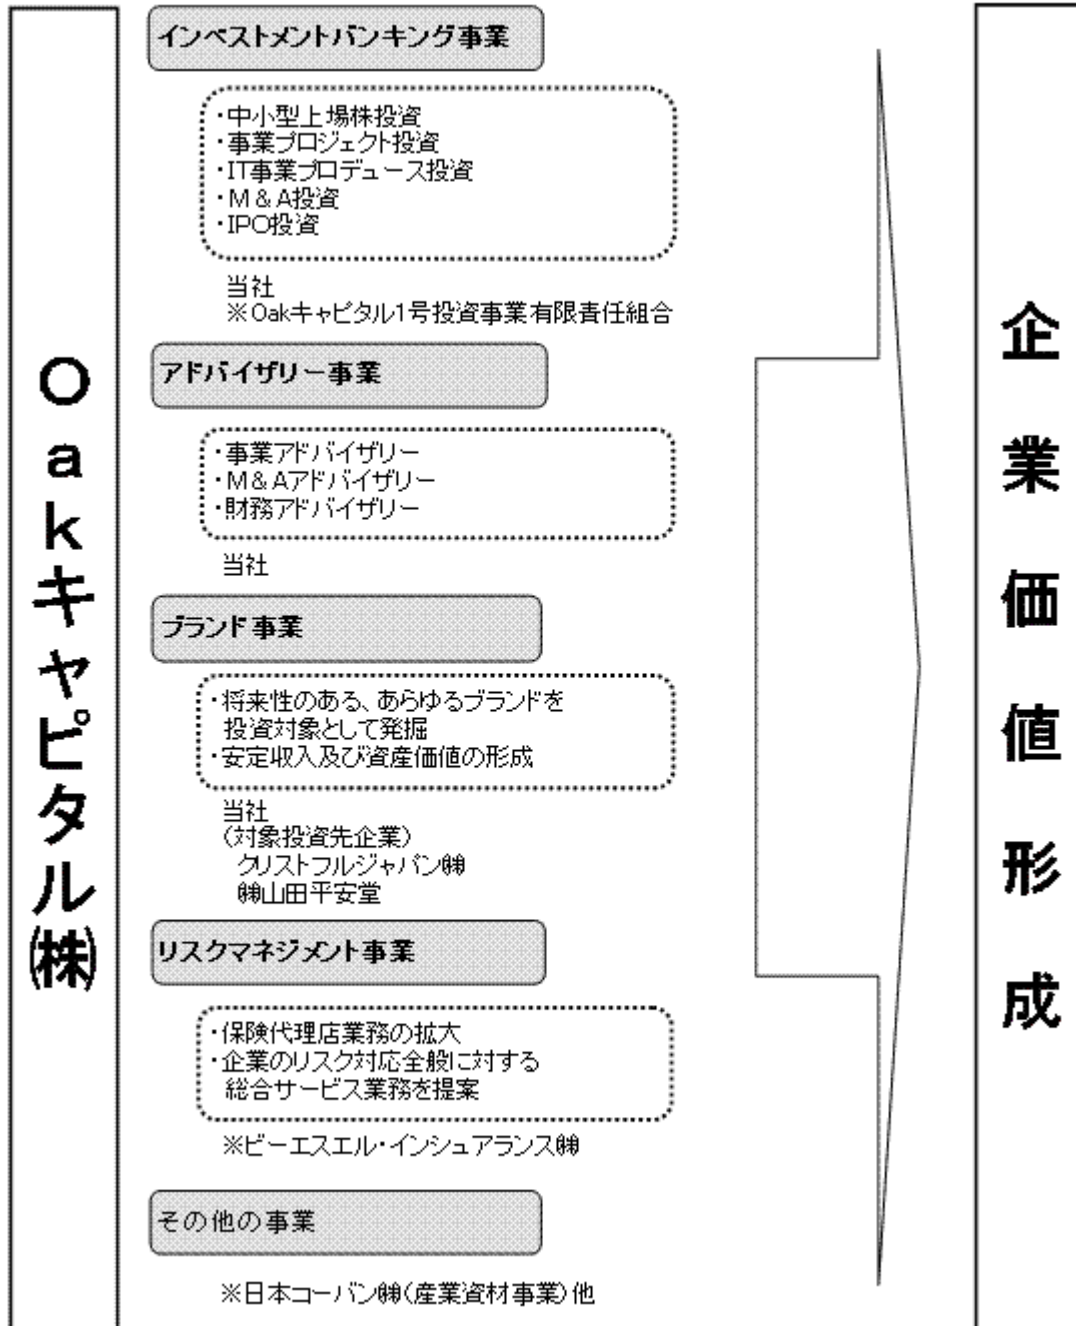 Oakキャピタル㈱
インベストメントバンキング事業
・中小型上場株投資
・事業プロジェクト投資
・IT事業プロデュース投資
・M&A投資
・IPO投資
当社
※Oakキャピタル1号投資事業有限責任組合
アドバイザリー事業
・事業アドバイザリー
・M&Aアドバイザリー
・財務アドバイザリー
当社
ブランド事業
・将来性のある、あらゆるブランドを
投資対象として発掘
・安定収入及び資産価値の形成
当社
(対象投資先企業)
クリストフルジャパン㈱
㈱山田平安堂
リスクマネジメント事業
・保険代理店業務の拡大
・企業のリスク対応全般に対する
総合サービス業務を提案
※ビーエスエル・インシュアランス㈱
その他の事業
※日本コーバン㈱(産業資材事業)他
企業価値形成